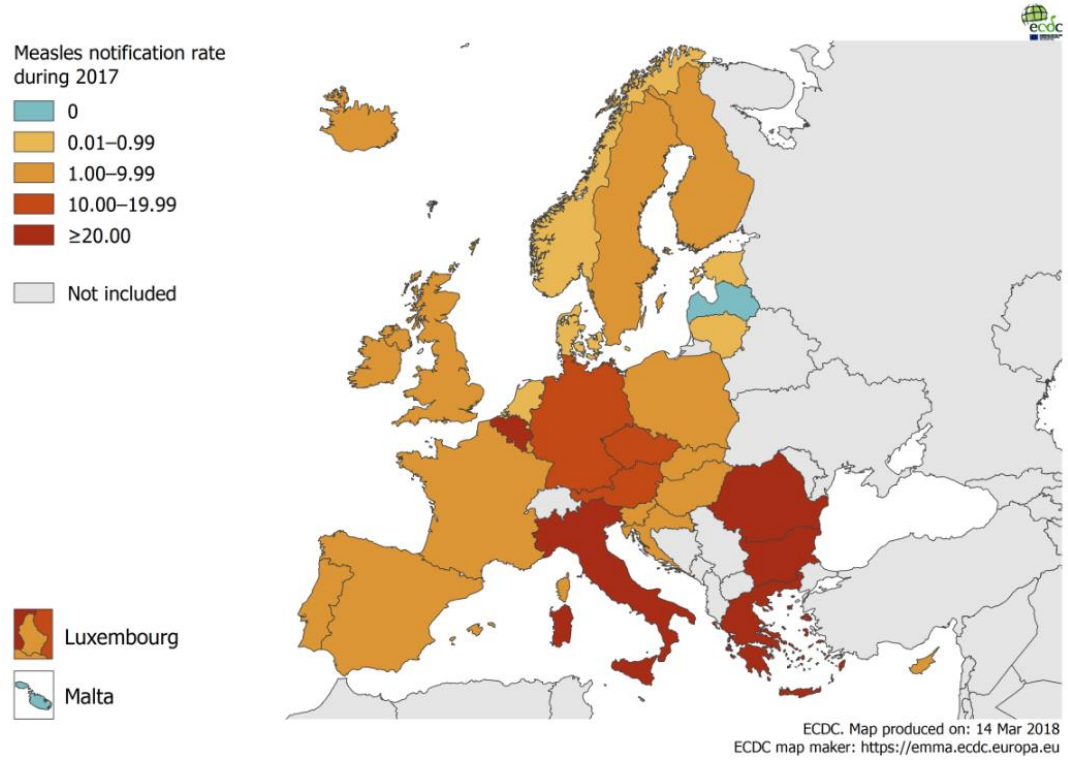 ecdc
Measles notification rate
during 2017
0
0.01–0.99
1.00–9.99
10.00–19.99
≥20.00
Not included
Luxembourg
Malta
ECDC. Map produced on: 14 Mar 2018
ECDC map maker: https://emma.ecdc.europa.eu